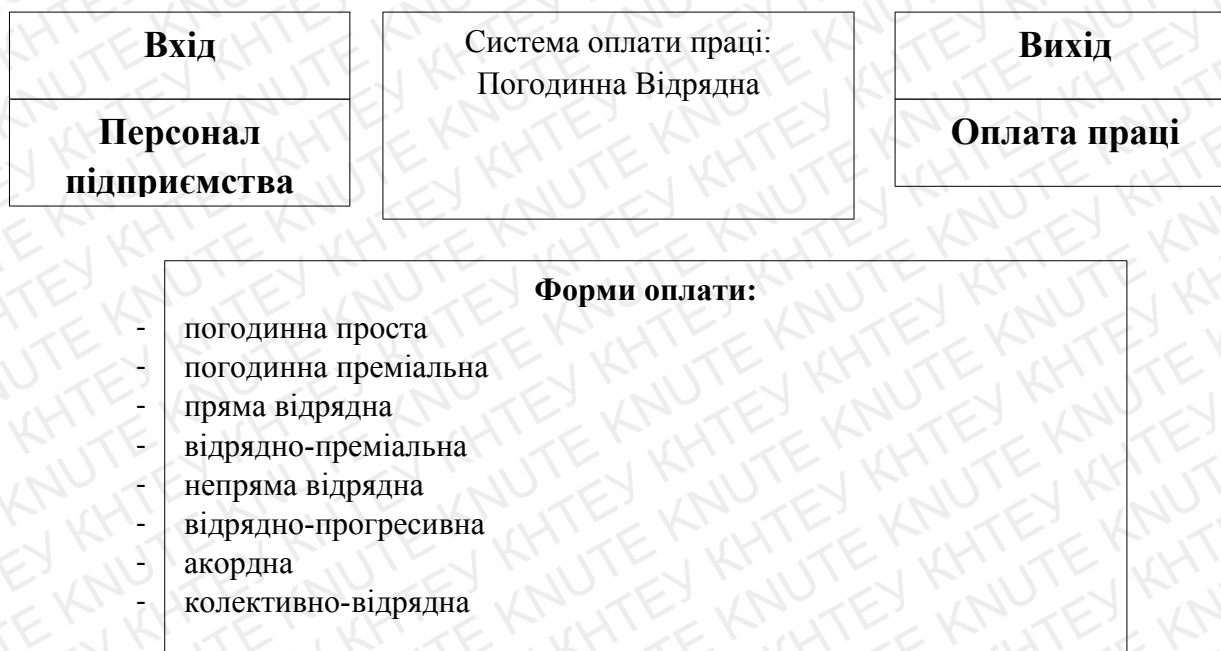 Вхід
Персонал
підприємства
Система оплати праці:
Погодинна Відрядна
Вихід
Оплата праці
Форми оплати:
- погодинна проста
- погодинна преміальна
- пряма відрядна
- відрядно-преміальна
- непряма відрядна
- відрядно-прогресивна
- акордна
- колективно-відрядна